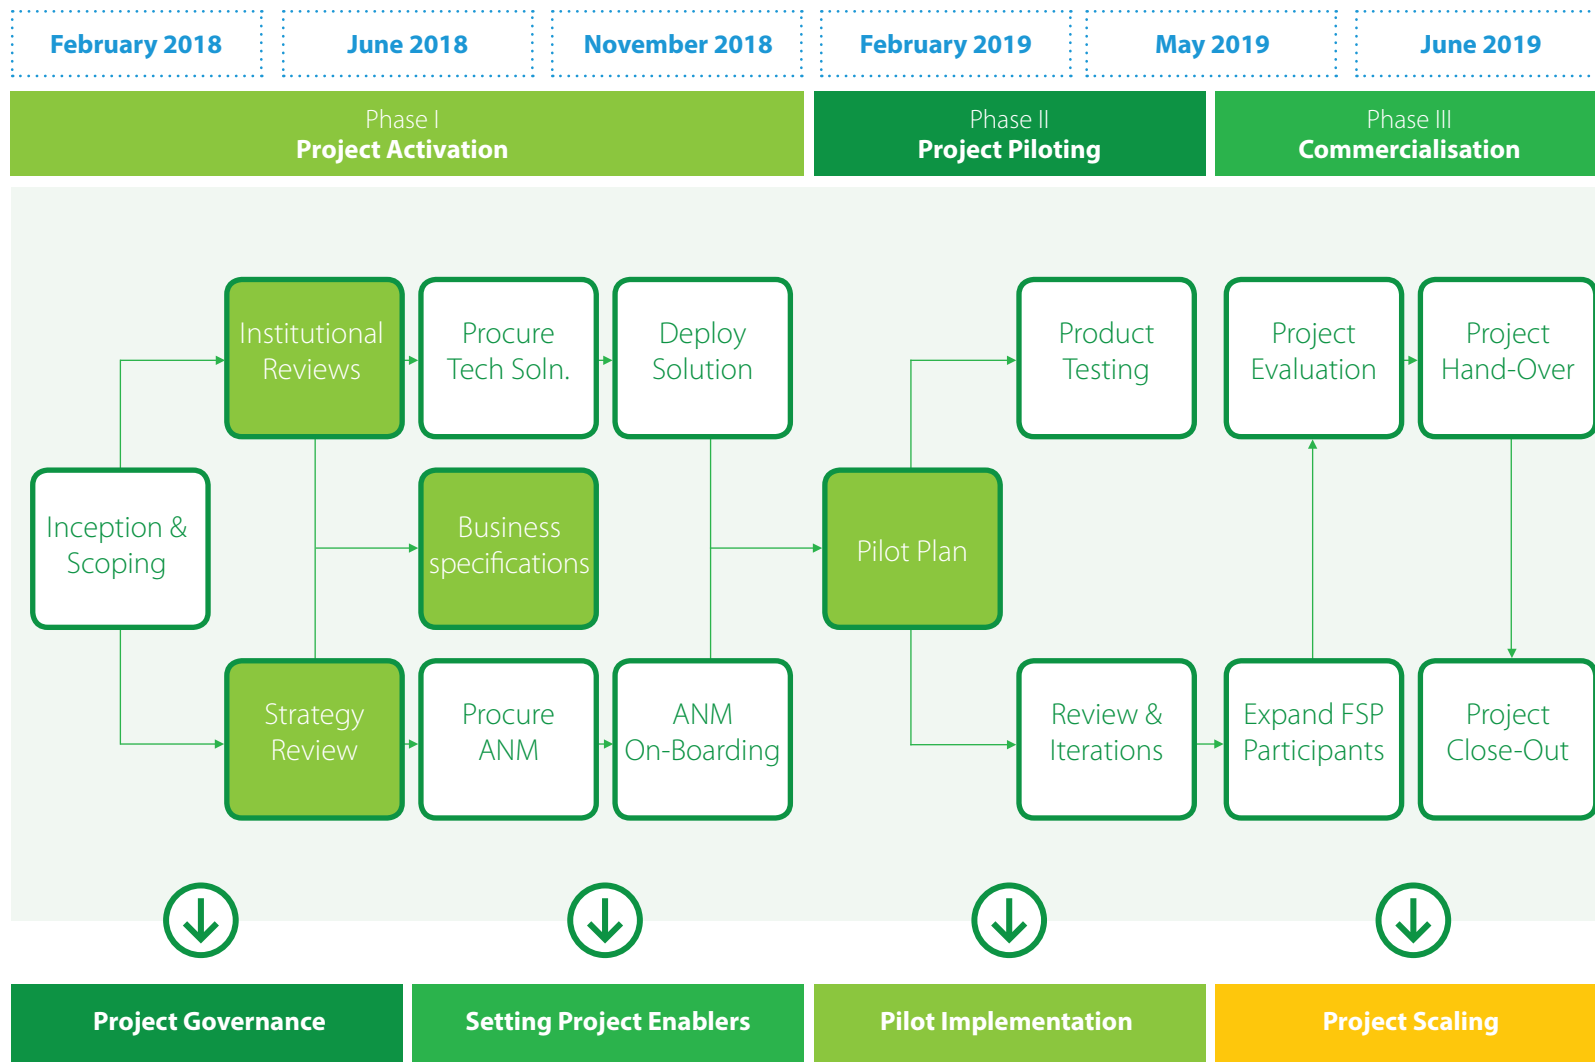 February 2018
June 2018
November 2018
February 2019
May 2019
June 2019
Phase I
Project Activation
Phase II
Project Piloting
Phase III
Commercialisation
Institutional
Reviews
Procure
Tech Soln.
Deploy
Solution
Product
Testing
Project
Evaluation
Project
Hand-Over
Inception &
Scoping
Business
specifications
Pilot Plan
Strategy
Review
Procure
ANM
ANM
On-Boarding
Review &
Iterations
Expand FSP
Participants
Project
Close-Out
Project Governance
Setting Project Enablers
Pilot Implementation
Project Scaling